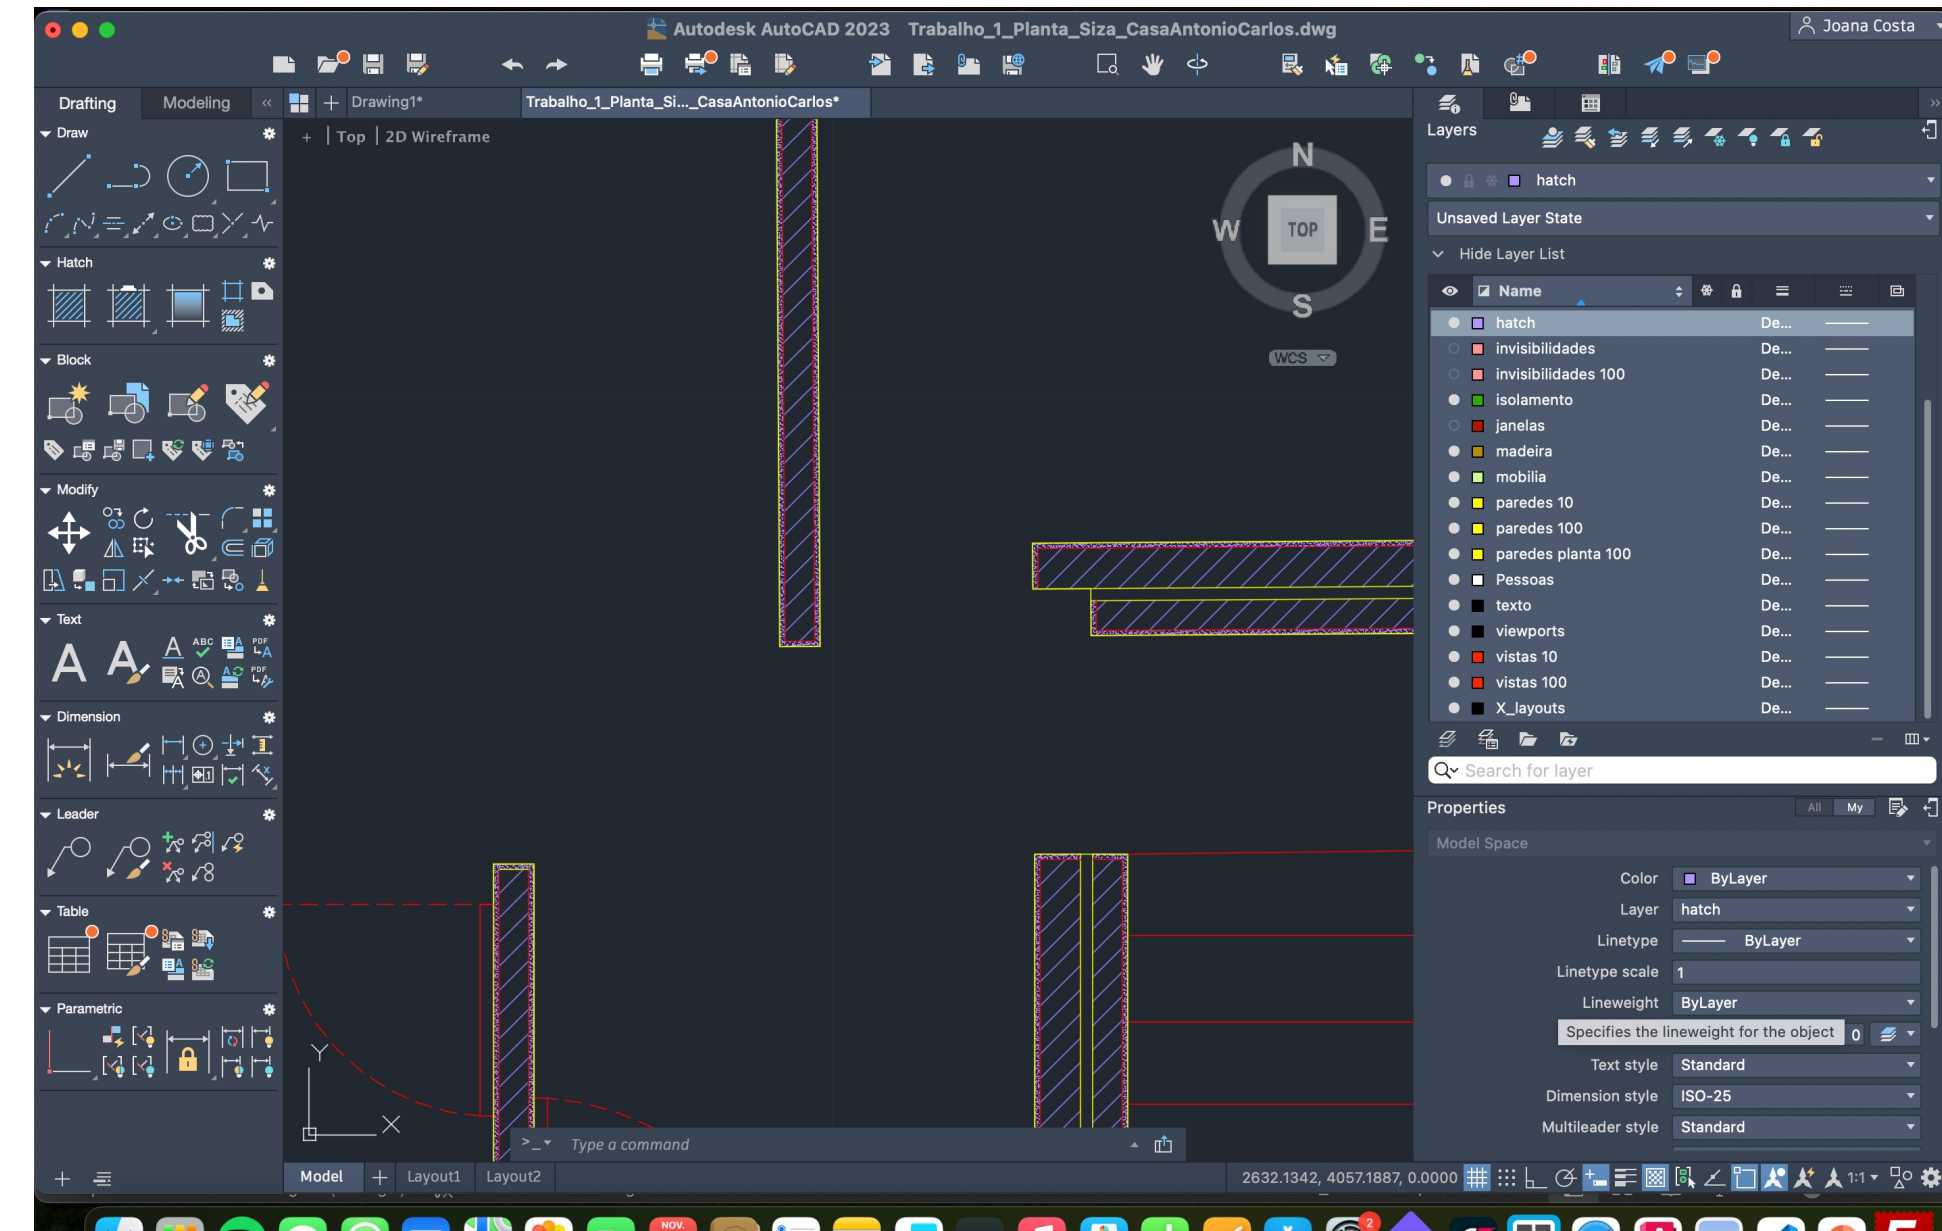 Autodesk AutoCAD 2023 Trabalho_1_Planta_Siza_CasaAntonioCarlos.dwg
Joana Costa
Drafting Modeling
Drawing1* Trabalho_1_Planta_Si..._CasaAntonioCarlos*
+ | Top | 2D Wireframe
Draw
Hatch
Block
Modify
Text
A A A ABC A PDF
A A A PDF
Dimension
Leader
Table
Parametric
N
W TOP E
S
WCS
Y
X
Type a command
Model + Layout1 Layout2
2632.1342, 4057.1887, 0.0000
1:1
Layers
hatch
Unsaved Layer State
Hide Layer List
Name
hatch De...
invisibilidades De...
invisibilidades 100 De...
isolamento De...
janelas De...
madeira De...
mobilia De...
paredes 10 De...
paredes 100 De...
paredes planta 100 De...
Pessoas De...
texto De...
viewports De...
vistas 10 De...
vistas 100 De...
X_layouts De...
Search for layer
Properties All My
Model Space
Color ByLayer
Layer hatch
Linetype ByLayer
Linetype scale 1
Lineweight ByLayer
Specifies the lineweight for the object 0
Text style Standard
Dimension style ISO-25
Multileader style Standard
NOV.
2